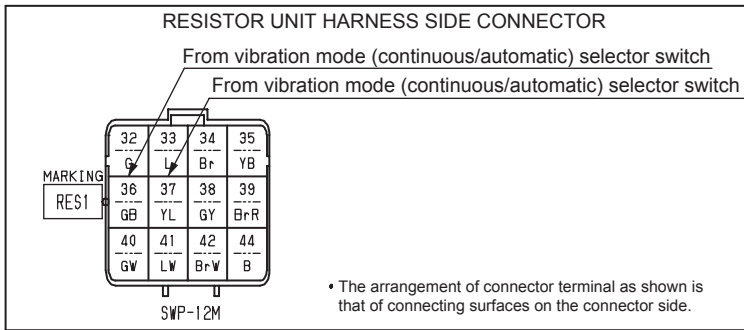 RESISTOR UNIT HARNESS SIDE CONNECTOR
From vibration mode (continuous/automatic) selector switch
From vibration mode (continuous/automatic) selector switch
32 33 34 35
G L Br YB
MARKING
RES1
36 37 38 39
GB YL GY BrR
40 41 42 44
GW LW BrW B
SWP-12M
• The arrangement of connector terminal as shown is
that of connecting surfaces on the connector side.